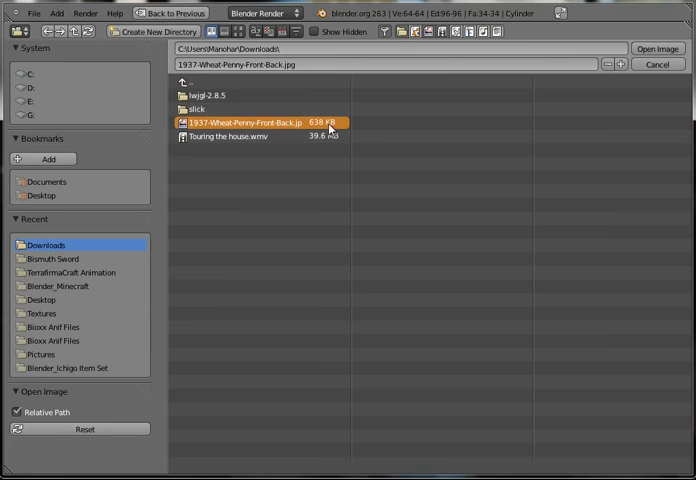 File Add Render Help Back to Previous Blender Render blender.org 263 | Ve:64-64 | Ed:96-96 | Fa:34-34 | Cylinder
Create New Directory Show Hidden
System
C:
D:
E:
G:
Bookmarks
Add
Documents
Desktop
Recent
Downloads
Bismuth Sword
TerrafirmaCraft Animation
Blender_Minecraft
Desktop
Textures
Bioxx Anif Files
Bioxx Anif Files
Pictures
Blender_Ichigo Item Set
Open Image
Relative Path
Reset
C:\Users\Manohar\Downloads\ Open Image
1937-Wheat-Penny-Front-Back.jpg Cancel
..
lwjgl-2.8.5
slick
1937-Wheat-Penny-Front-Back.jp 638 KB
Touring the house.wmv 39.6